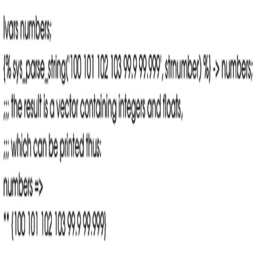 lvars numbers;
{% sys_parse_string('100 101 102 103 99.9 99.999', strnumber) %} -> numbers;
;;; the result is a vector containing integers and floats,
;;; which can be printed thus:
numbers =>
** {100 101 102 103 99.9 99.999}